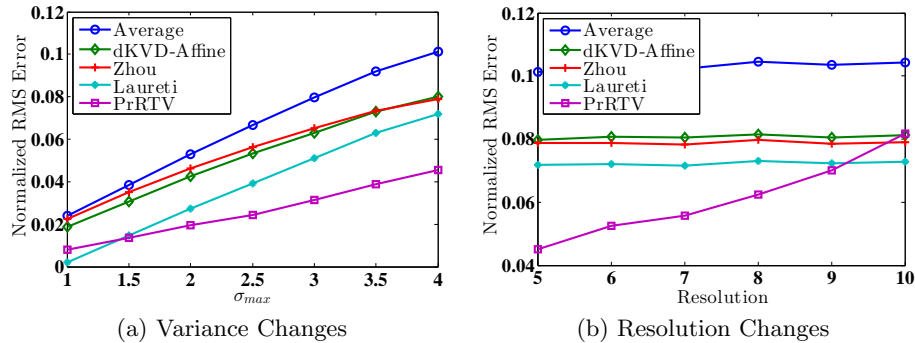 0.12
0.1
0.08
0.06
0.04
0.02
0
Normalized RMS Error
Average
dKVD-Affine
Zhou
Laureti
PrRTV
1 1.5 2 2.5 3 3.5 4
σmax
(a) Variance Changes
0.12
0.10
0.08
0.06
0.04
Normalized RMS Error
Average
dKVD-Affine
Zhou
Laureti
PrRTV
5 6 7 8 9 10
Resolution
(b) Resolution Changes